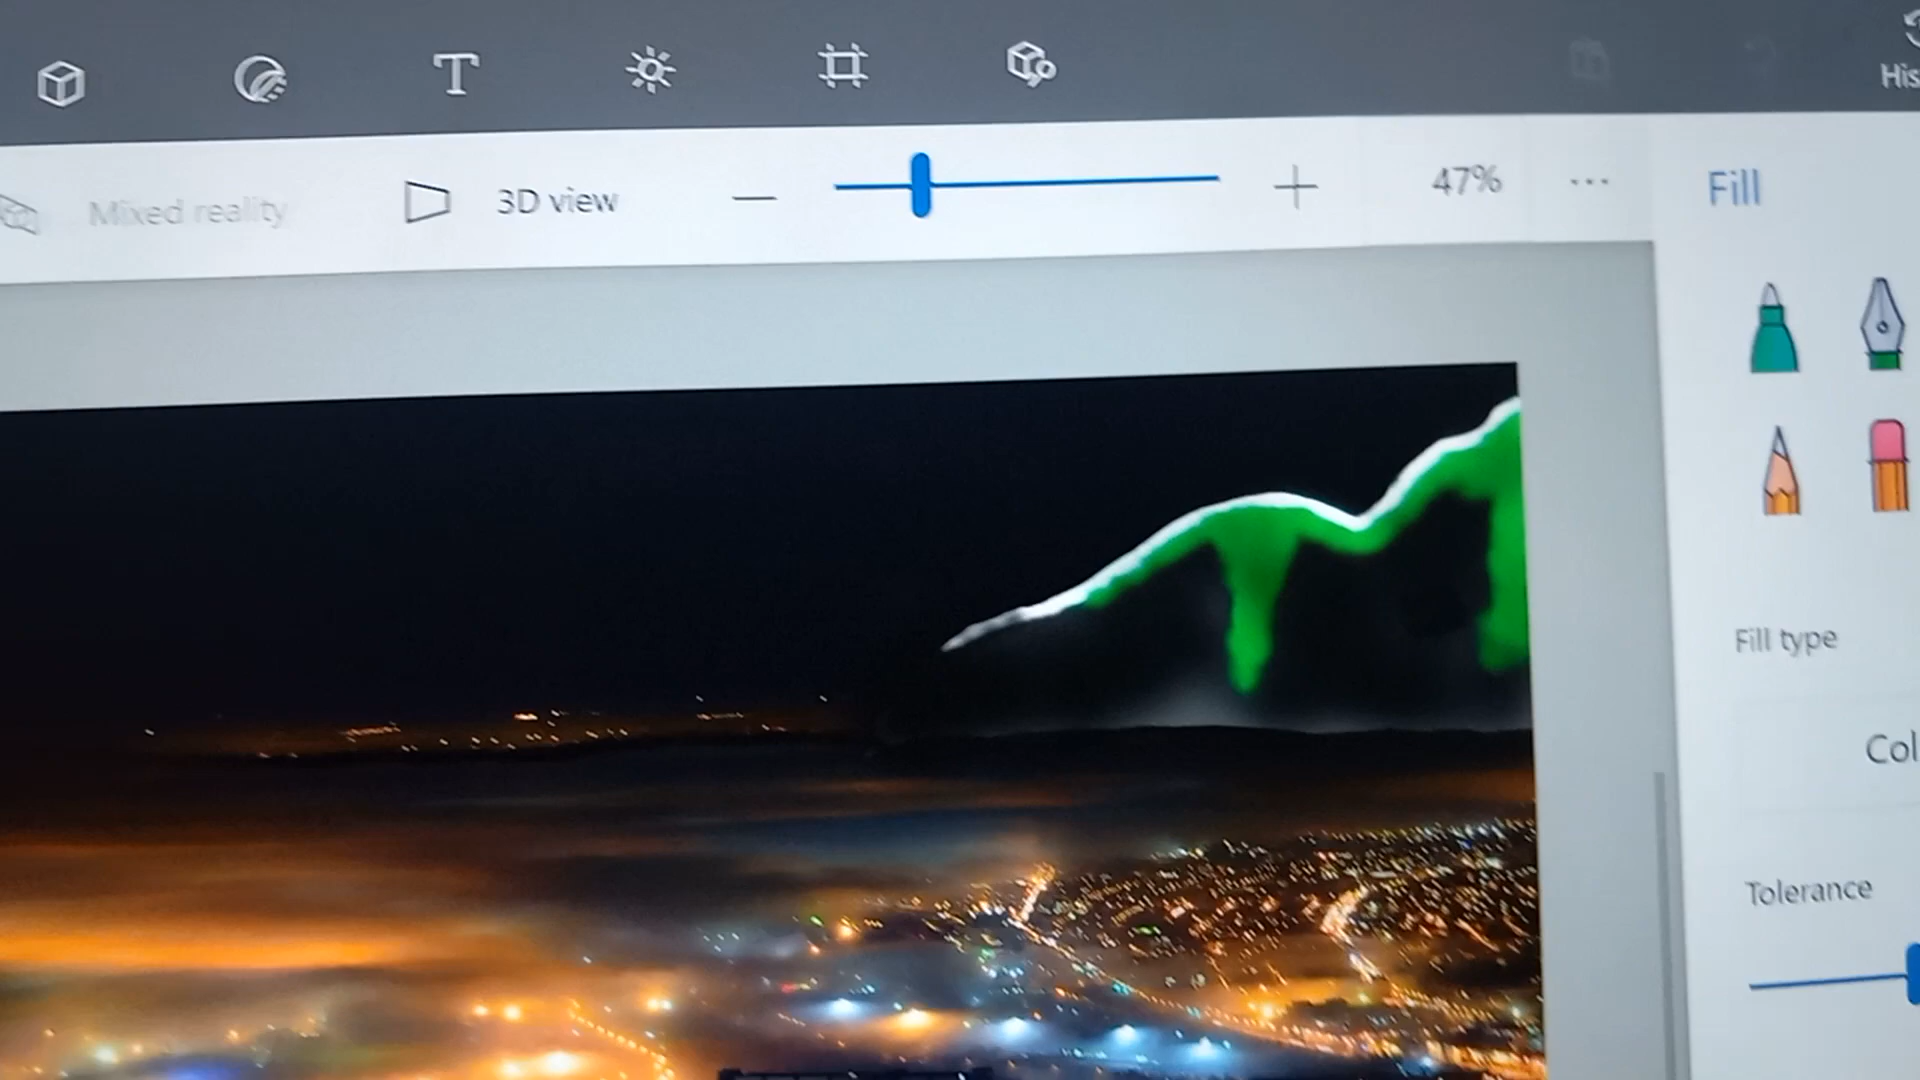 His
Mixed reality
3D view
47%
Fill
Fill type
Col
Tolerance